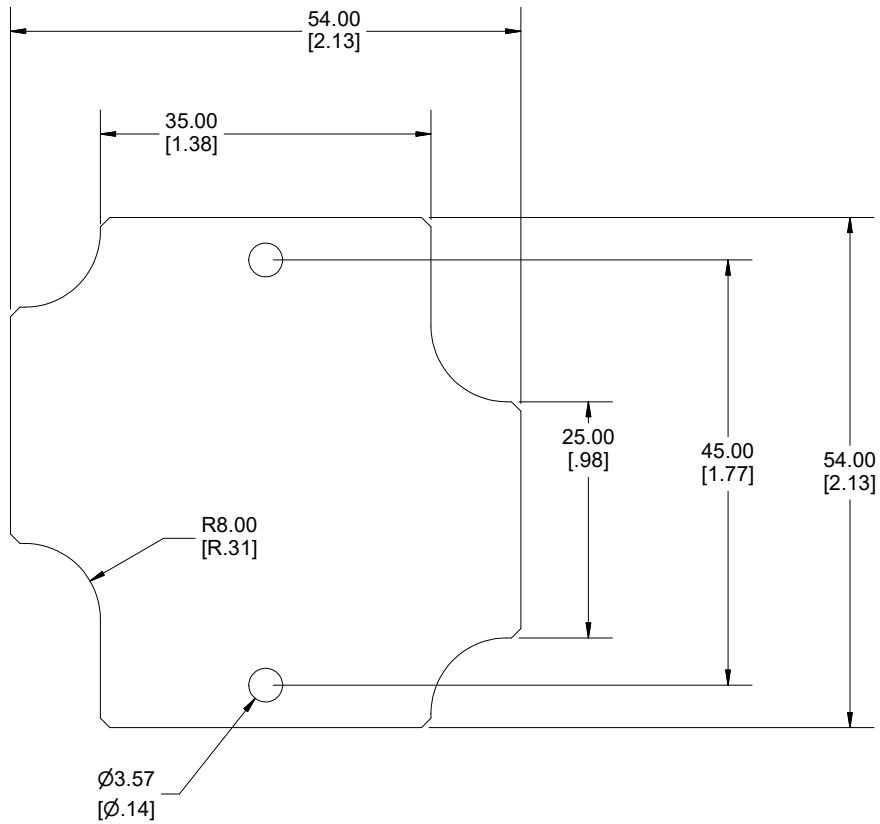 54.00
[2.13]
35.00
[1.38]
25.00
[.98]
45.00
[1.77]
54.00
[2.13]
R8.00
[R.31]
Ø3.57
[Ø.14]